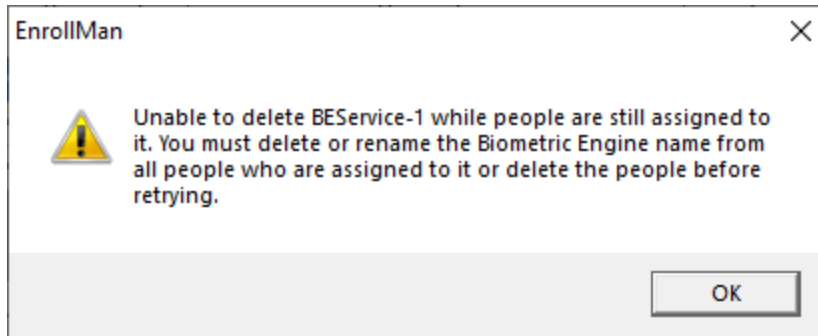 EnrollMan
Unable to delete BEService-1 while people are still assigned to
it. You must delete or rename the Biometric Engine name from
all people who are assigned to it or delete the people before
retrying.
OK